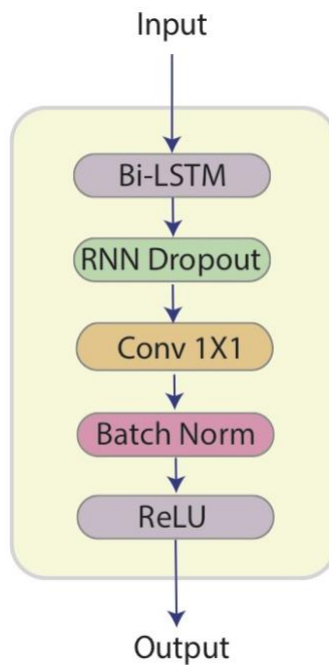 Input
Bi-LSTM
RNN Dropout
Conv 1X1
Batch Norm
ReLU
Output